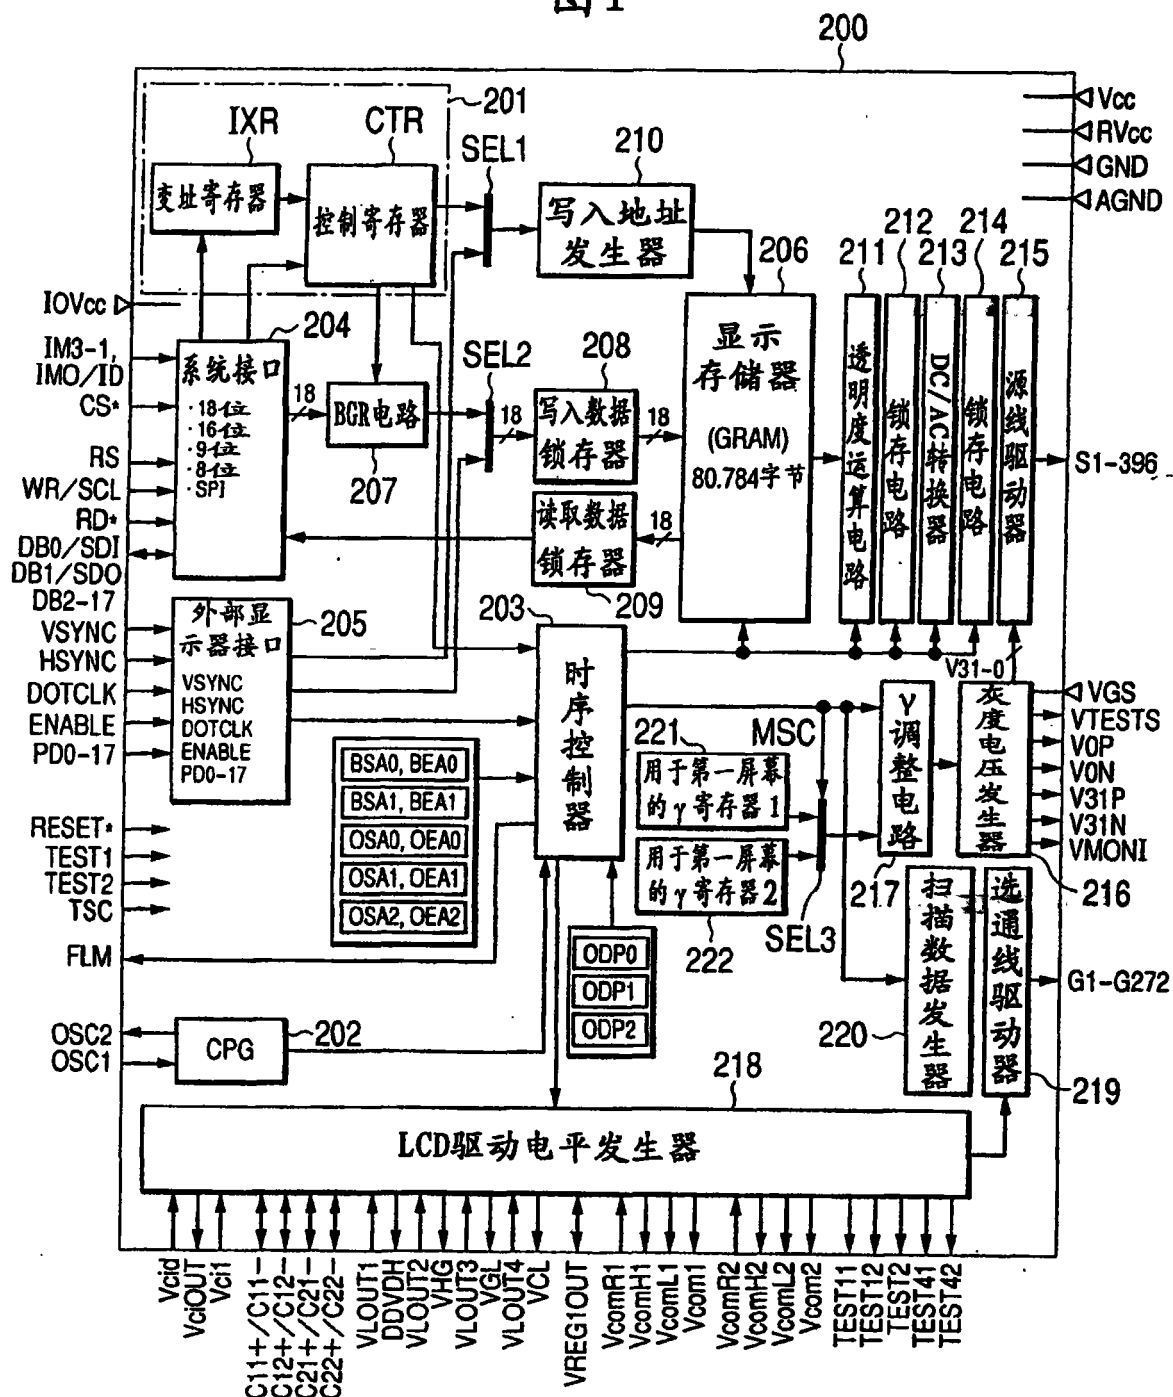 图1
200
201
IXR
CTR
变址寄存器
控制寄存器
SEL1
210
写入地址
发生器
Vcc
RVcc
GND
AGND
206
211
212
213
214
215
显示
存储器
(GRAM)
80.784字节
透明度运算电路
锁存电路
DC/AC转换器
锁存电路
源线驱动器
S1-396
IOVcc
IM3-1,
IMO/ID
CS*
RS
WR/SCL
RD*
DB0/SDI
DB1/SDO
DB2-17
204
系统接口
·18位
·16位
·9位
·8位
·SPI
18
BGR电路
207
SEL2
18
208
写入数据
锁存器
18
读取数据
锁存器
18
209
VSYNC
HSYNC
DOTCLK
ENABLE
PD0-17
外部显
示器接口
205
VSYNC
HSYNC
DOTCLK
ENABLE
PD0-17
203
时序控制器
BSA0, BEA0
BSA1, BEA1
OSA0, OEA0
OSA1, OEA1
OSA2, OEA2
ODP0
ODP1
ODP2
221
用于第一屏幕
的γ寄存器1
用于第一屏幕
的γ寄存器2
222
MSC
SEL3
γ调整电路
217
V31-0
灰度电压发生器
216
VGS
VTESTS
V0P
V0N
V31P
V31N
VMONI
扫描数据发生器
220
选通线驱动器
219
G1-G272
RESET*
TEST1
TEST2
TSC
FLM
OSC2
OSC1
CPG
202
218
LCD驱动电平发生器
Vcid
VciOUT
Vci1
C11+/C11-
C12+/C12-
C21+/C21-
C22+/C22-
VLOUT1
DDVDH
VLOUT2
VHG
VLOUT3
VGL
VLOUT4
VCL
VREG1OUT
VcomR1
VcomH1
VcomL1
Vcom1
VcomR2
VcomH2
VcomL2
Vcom2
TEST11
TEST12
TEST2
TEST41
TEST42